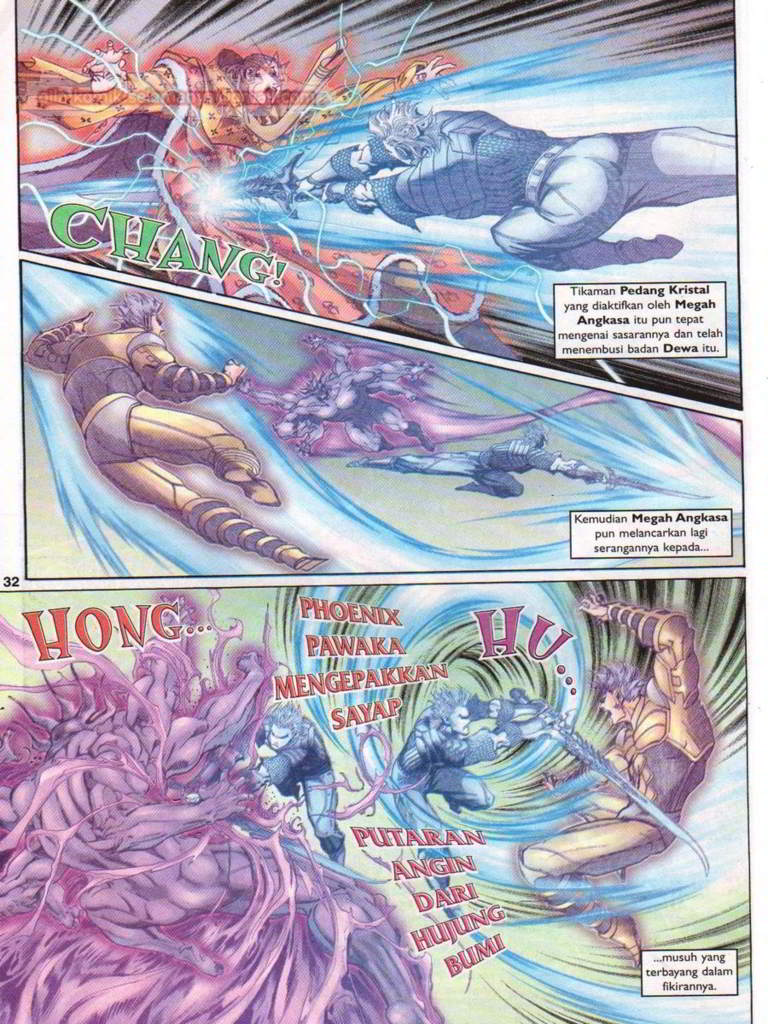 CHANG!
Tikaman Pedang Kristal
yang diaktifkan oleh Megah
Angkasa itu pun tepat
mengenai sasarannya dan telah
menembusi badan Dewa itu.
Kemudian Megah Angkasa
pun melancarkan lagi
serangannya kepada...
32
HONG...
PHOENIX
PAWAKA
MENGEPAKKAN
SAYAP
HU...
PUTARAN
ANGIN
DARI
HUJUNG
BUMI
...musuh yang
terbayang dalam
fikirannya.